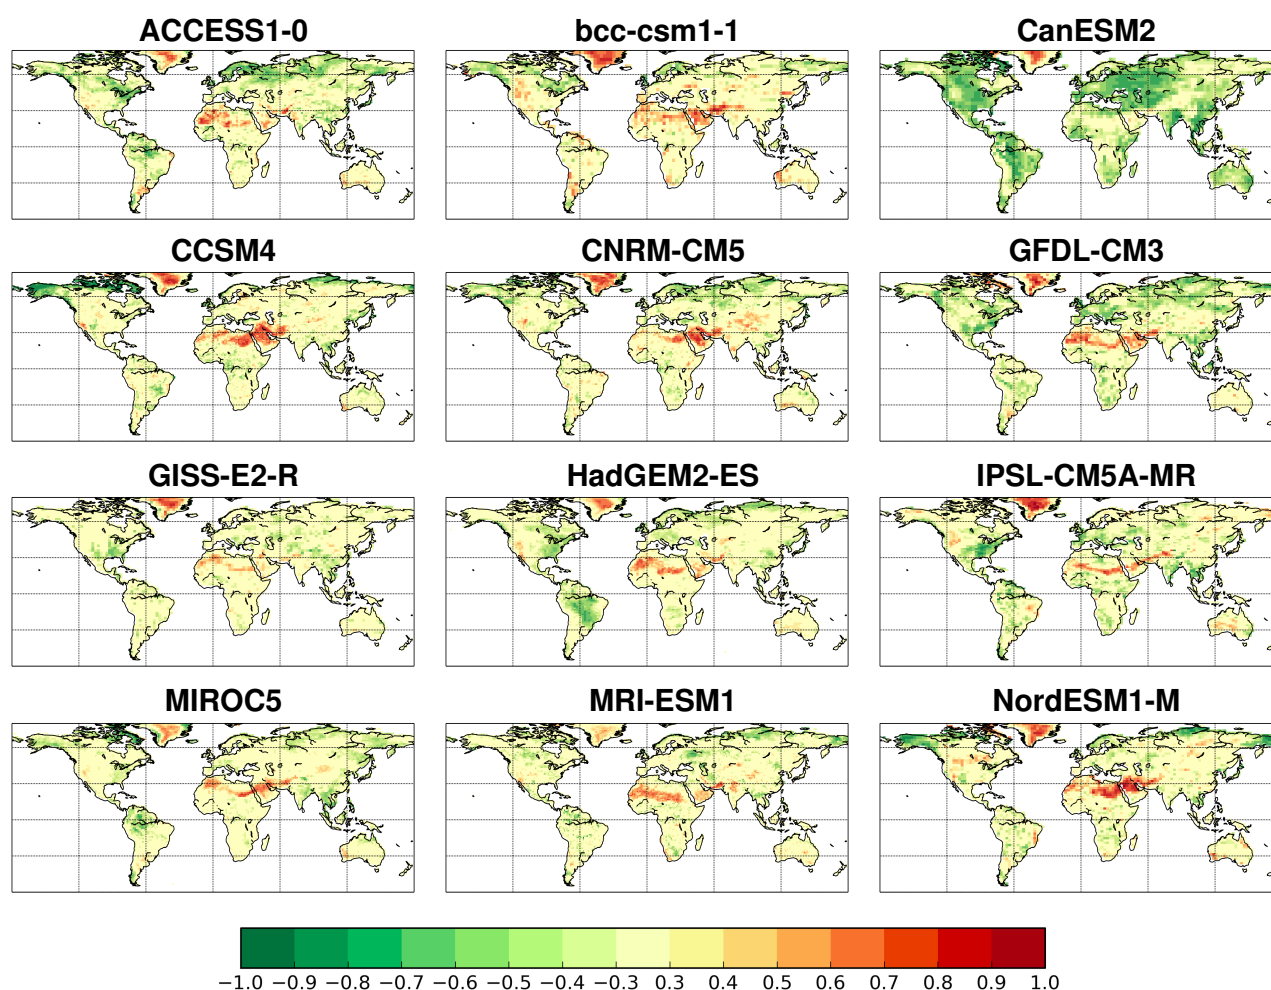 ACCESS1-0 bcc-csm1-1 CanESM2
CCSM4 CNRM-CM5 GFDL-CM3
GISS-E2-R HadGEM2-ES IPSL-CM5A-MR
MIROC5 MRI-ESM1 NordESM1-M
−1.0 −0.9 −0.8 −0.7 −0.6 −0.5 −0.4 −0.3 0.3 0.4 0.5 0.6 0.7 0.8 0.9 1.0